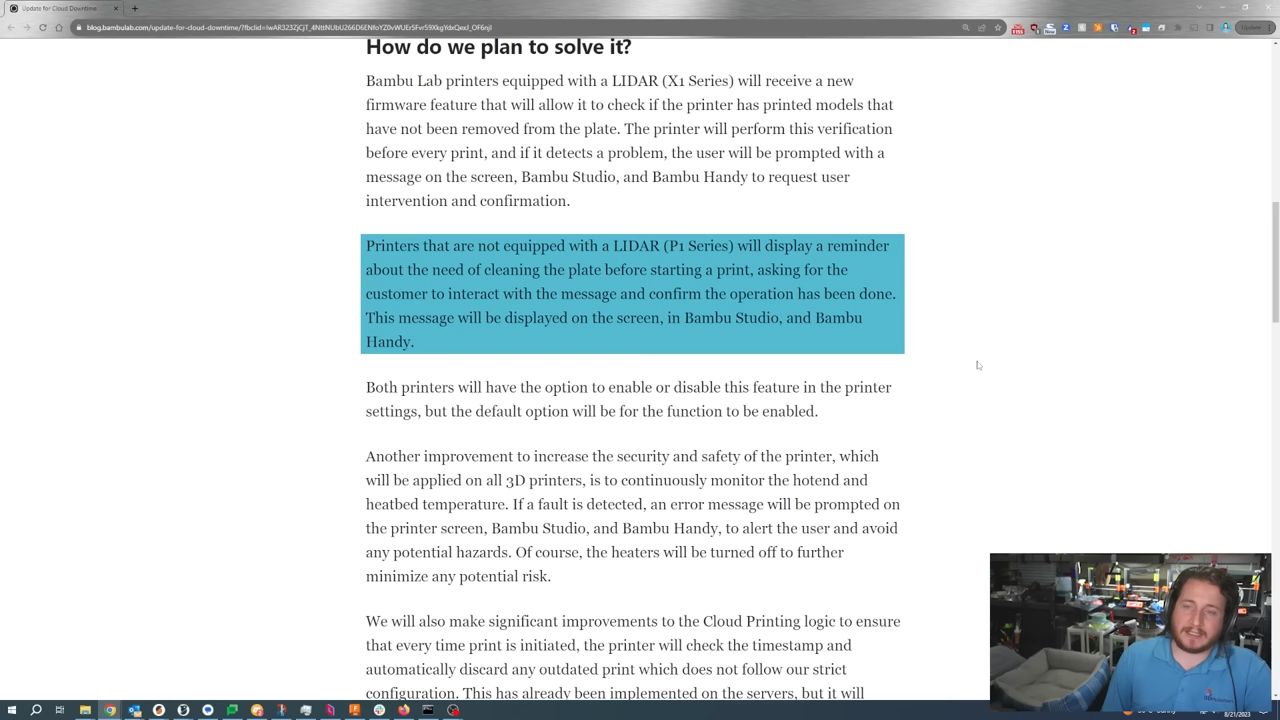 Update for Cloud Downtime
How do we plan to solve it?
Bambu Lab printers equipped with a LIDAR (X1 Series) will receive a new
firmware feature that will allow it to check if the printer has printed models that
have not been removed from the plate. The printer will perform this verification
before every print, and if it detects a problem, the user will be prompted with a
message on the screen, Bambu Studio, and Bambu Handy to request user
intervention and confirmation.
Printers that are not equipped with a LIDAR (P1 Series) will display a reminder
about the need of cleaning the plate before starting a print, asking for the
customer to interact with the message and confirm the operation has been done.
This message will be displayed on the screen, in Bambu Studio, and Bambu
Handy.
Both printers will have the option to enable or disable this feature in the printer
settings, but the default option will be for the function to be enabled.
Another improvement to increase the security and safety of the printer, which
will be applied on all 3D printers, is to continuously monitor the hotend and
heatbed temperature. If a fault is detected, an error message will be prompted on
the printer screen, Bambu Studio, and Bambu Handy, to alert the user and avoid
any potential hazards. Of course, the heaters will be turned off to further
minimize any potential risk.
We will also make significant improvements to the Cloud Printing logic to ensure
that every time print is initiated, the printer will check the timestamp and
automatically discard any outdated print which does not follow our strict
configuration. This has already been implemented on the servers, but it will
8/21/2023